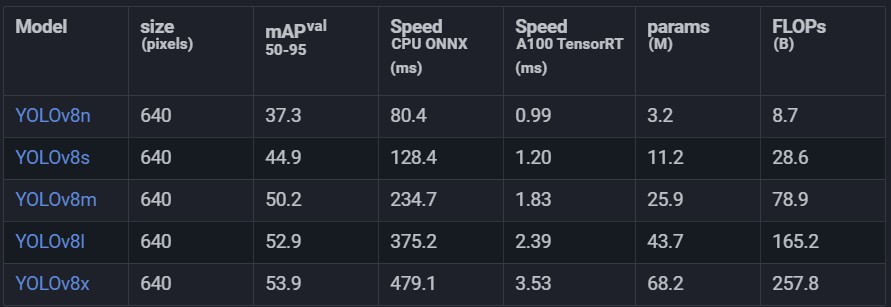 Model size (pixels) mAPval 50-95 Speed CPU ONNX (ms) Speed A100 TensorRT (ms) params (M) FLOPs (B)
YOLOv8n 640 37.3 80.4 0.99 3.2 8.7
YOLOv8s 640 44.9 128.4 1.20 11.2 28.6
YOLOv8m 640 50.2 234.7 1.83 25.9 78.9
YOLOv8l 640 52.9 375.2 2.39 43.7 165.2
YOLOv8x 640 53.9 479.1 3.53 68.2 257.8